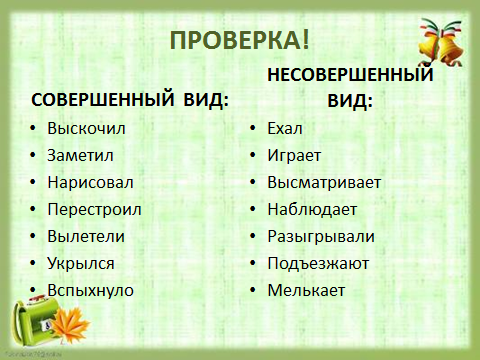 ПРОВЕРКА!
СОВЕРШЕННЫЙ ВИД:
• Выскочил
• Заметил
• Нарисовал
• Перестроил
• Вылетели
• Укрылся
• Вспыхнуло
НЕСОВЕРШЕННЫЙ
ВИД:
• Ехал
• Играет
• Высматривает
• Наблюдает
• Разыгрывали
• Подъезжают
• Мелькает